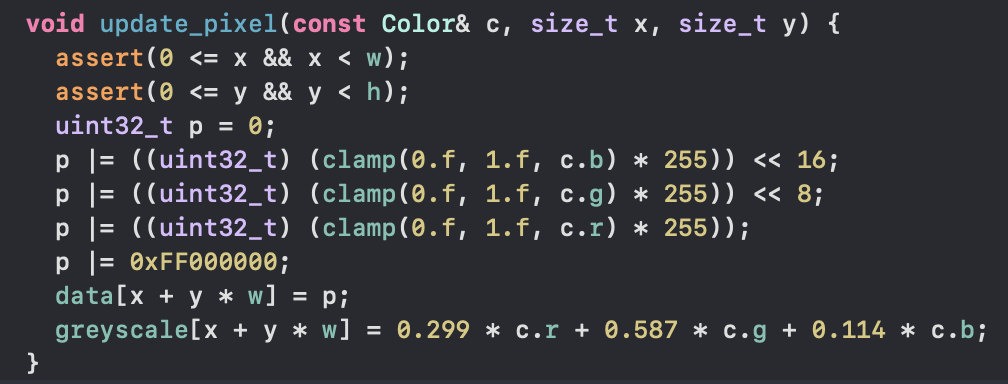 void update_pixel(const Color& c, size_t x, size_t y) {
  assert(0 <= x && x < w);
  assert(0 <= y && y < h);
  uint32_t p = 0;
  p |= ((uint32_t) (clamp(0.f, 1.f, c.b) * 255)) << 16;
  p |= ((uint32_t) (clamp(0.f, 1.f, c.g) * 255)) << 8;
  p |= ((uint32_t) (clamp(0.f, 1.f, c.r) * 255));
  p |= 0xFF000000;
  data[x + y * w] = p;
  greyscale[x + y * w] = 0.299 * c.r + 0.587 * c.g + 0.114 * c.b;
}